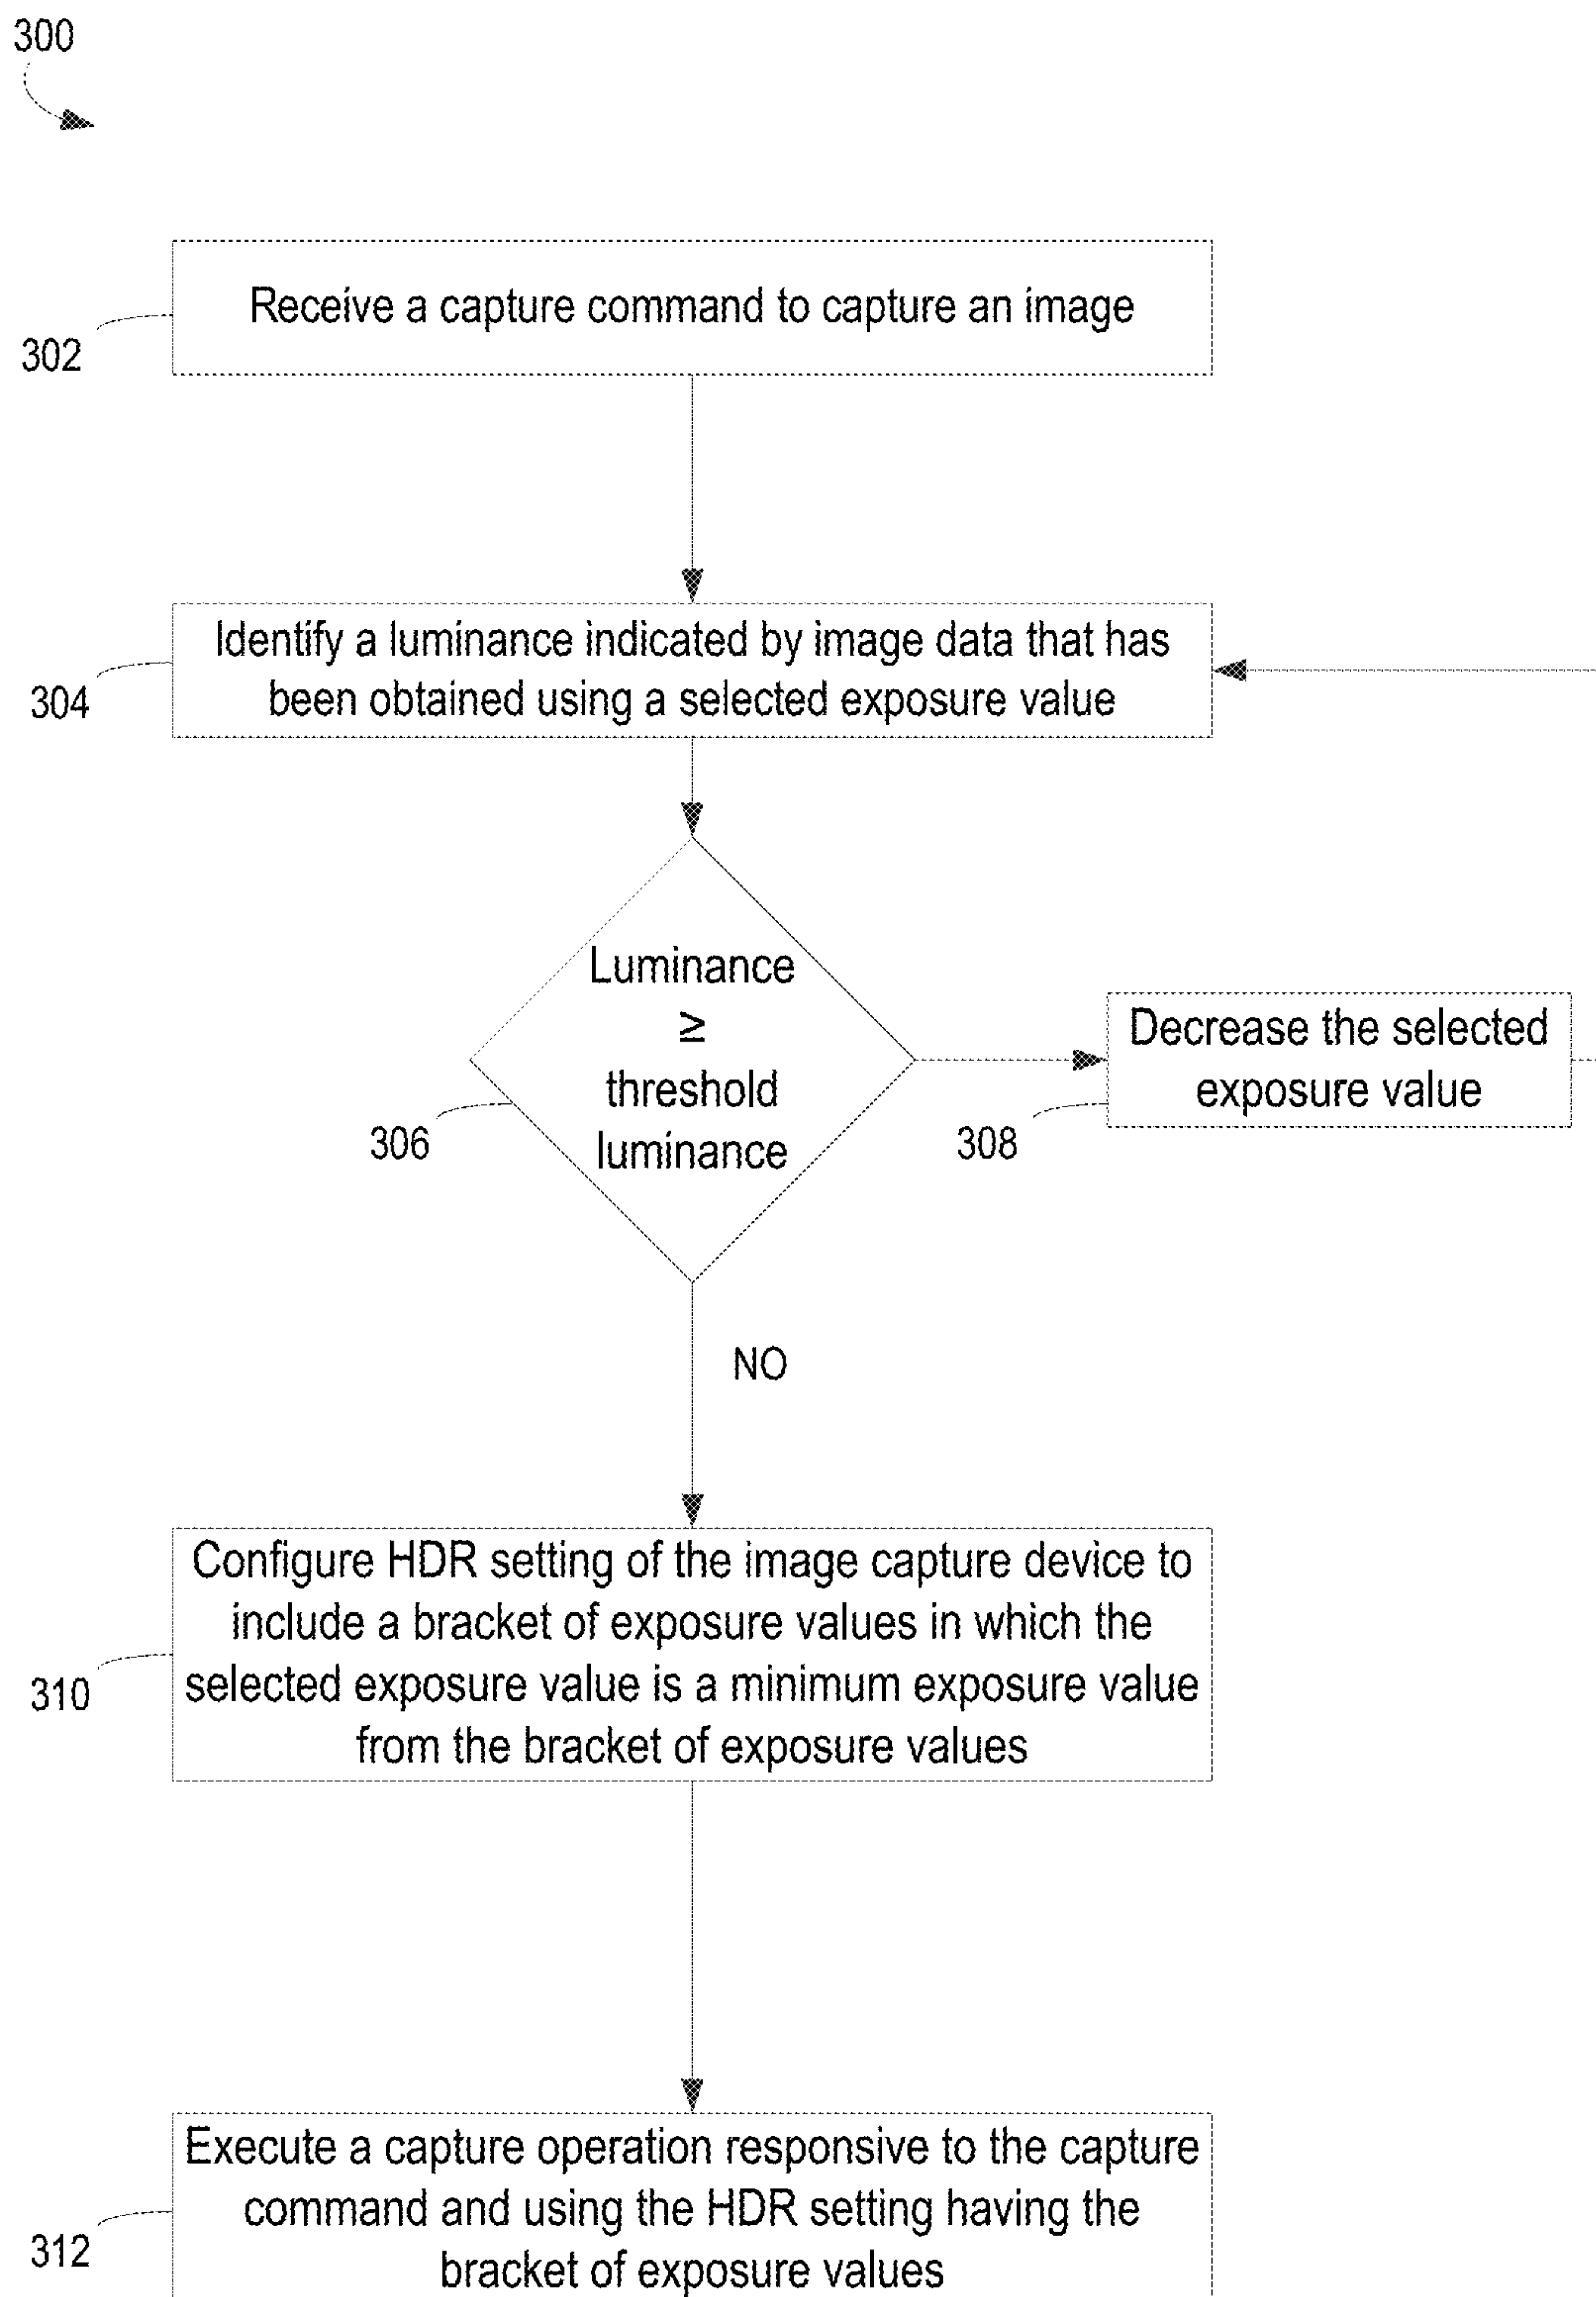 300
Receive a capture command to capture an image
302
Identify a luminance indicated by image data that has
been obtained using a selected exposure value
304
Luminance
≥
threshold
luminance
306
Decrease the selected
exposure value
308
NO
Configure HDR setting of the image capture device to
include a bracket of exposure values in which the
selected exposure value is a minimum exposure value
from the bracket of exposure values
310
Execute a capture operation responsive to the capture
command and using the HDR setting having the
bracket of exposure values
312